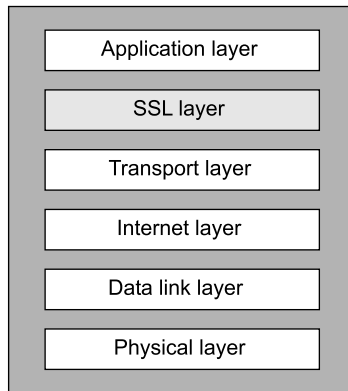 Application layer
SSL layer
Transport layer
Internet layer
Data link layer
Physical layer